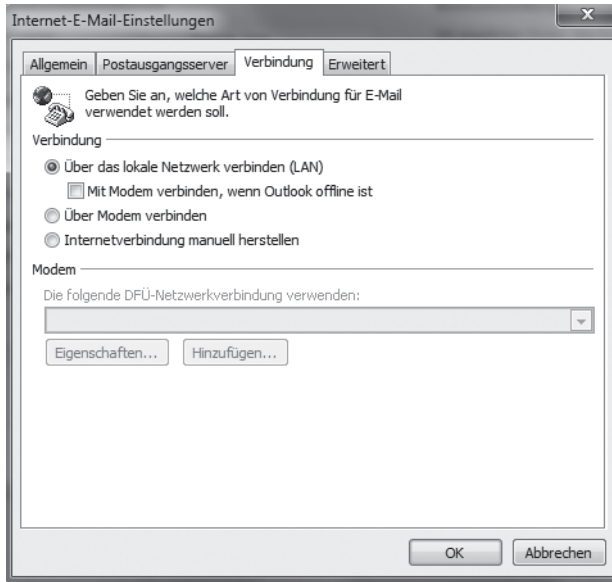 Internet-E-Mail-Einstellungen
Allgemein
Postausgangsserver
Verbindung
Erweitert
Geben Sie an, welche Art von Verbindung für E-Mail
verwendet werden soll.
Verbindung
Über das lokale Netzwerk verbinden (LAN)
Mit Modem verbinden, wenn Outlook offline ist
Über Modem verbinden
Internetverbindung manuell herstellen
Modem
Die folgende DFÜ-Netzwerkverbindung verwenden:
Eigenschaften...
Hinzufügen...
OK
Abbrechen